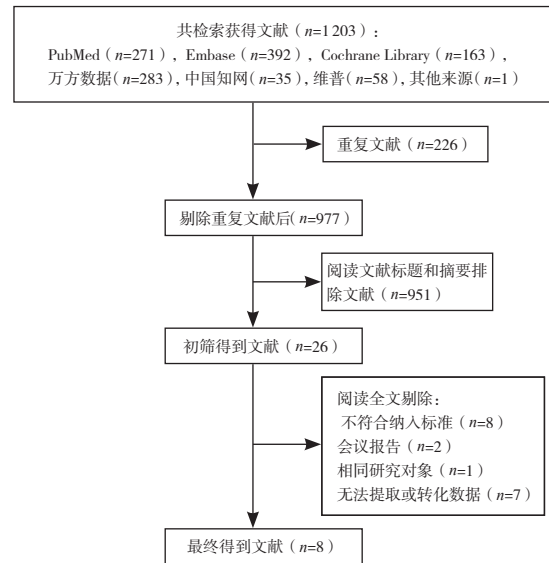 共检索获得文献（n=1 203）：
PubMed（n=271），Embase（n=392），Cochrane Library（n=163），
万方数据（n=283），中国知网（n=35），维普（n=58），其他来源（n=1）
重复文献（n=226）
剔除重复文献后（n=977）
阅读文献标题和摘要排
除文献（n=951）
初筛得到文献（n=26）
阅读全文剔除：
不符合纳入标准（n=8）
会议报告（n=2）
相同研究对象（n=1）
无法提取或转化数据（n=7）
最终得到文献（n=8）